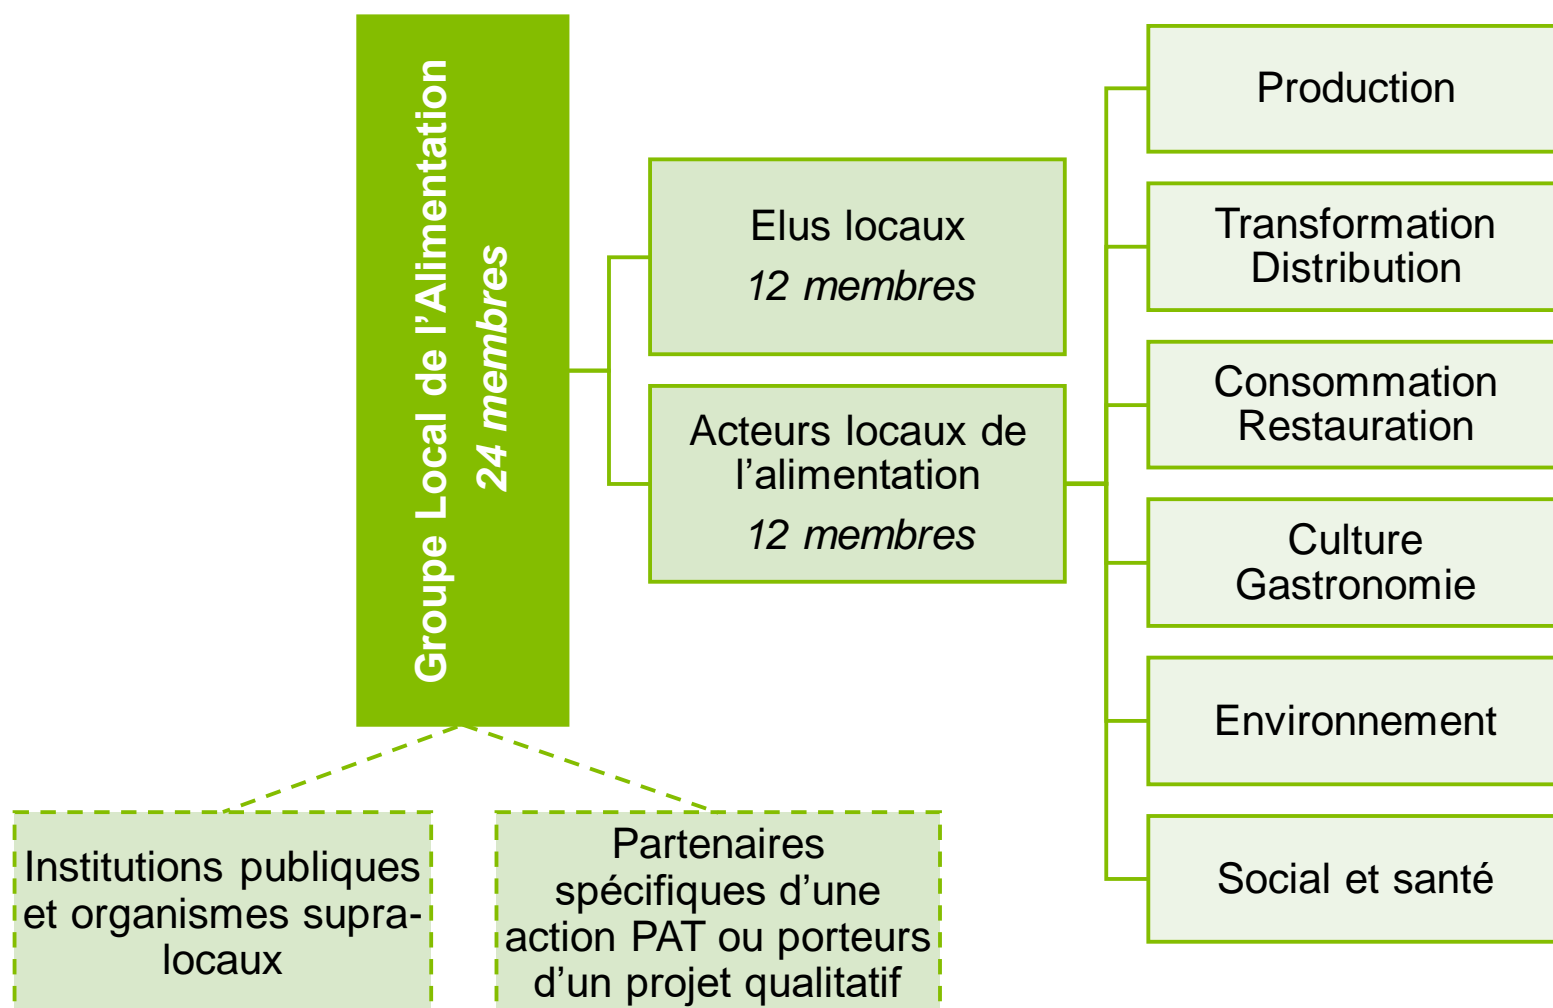 Groupe Local de l’Alimentation
24 membres
Elus locaux
12 membres
Acteurs locaux de
l’alimentation
12 membres
Production
Transformation
Distribution
Consommation
Restauration
Culture
Gastronomie
Environnement
Social et santé
Institutions publiques
et organismes supra-
locaux
Partenaires
spécifiques d’une
action PAT ou porteurs
d’un projet qualitatif